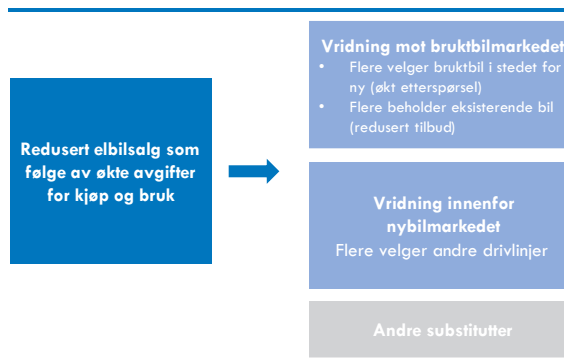 Redusert elbilsalg som
følge av økte avgifter
for kjøp og bruk
Vridning mot bruktbilmarkedet
• Flere velger bruktbil i stedet for
ny (økt etterspørsel)
• Flere beholder eksisterende bil
(redusert tilbud)
Vridning innenfor
nybilmarkedet
Flere velger andre drivlinjer
Andre substitutter